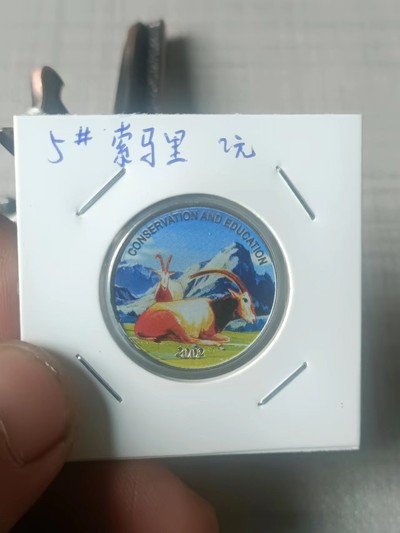 5# 索马里 2元
CONSERVATION AND EDUCATION
2002